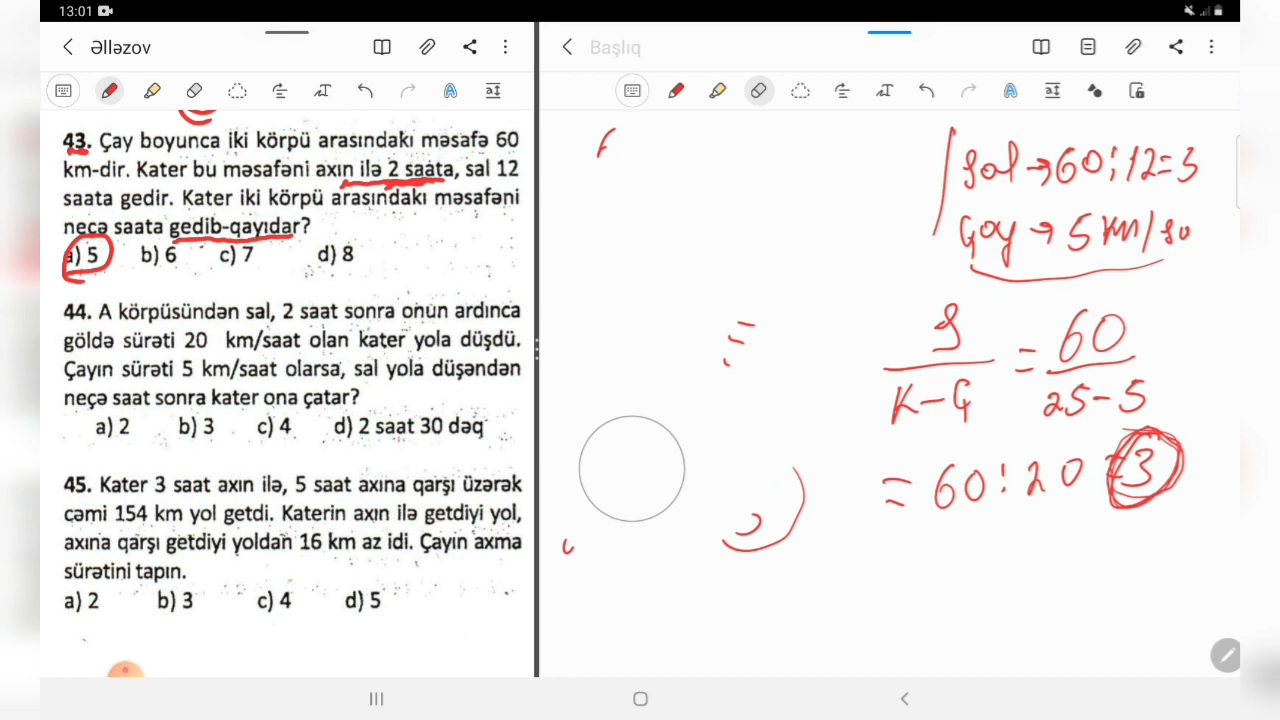 13:01
Əlləzov
Başlıq
43. Çay boyunca iki körpü arasındakı məsafə 60
km-dir. Kater bu məsafəni axın ilə 2 saata, sal 12
saata gedir. Kater iki körpü arasındakı məsafəni
neçə saata gedib-qayıdar?
a) 5 b) 6 c) 7 d) 8
44. A körpüsündən sal, 2 saat sonra onun ardınca
göldə sürəti 20 km/saat olan kater yola düşdü.
Çayın sürəti 5 km/saat olarsa, sal yola düşəndən
neçə saat sonra kater ona çatar?
a) 2 b) 3 c) 4 d) 2 saat 30 dəq
45. Kater 3 saat axın ilə, 5 saat axına qarşı üzərək
cəmi 154 km yol getdi. Katerin axın ilə getdiyi yol,
axına qarşı getdiyi yoldan 16 km az idi. Çayın axma
sürətini tapın.
a) 2 b) 3 c) 4 d) 5
Sal → 60:12=5
Çay → 5 km/sa
S/K-Ç = 60/25-5
= 60:20 = 3